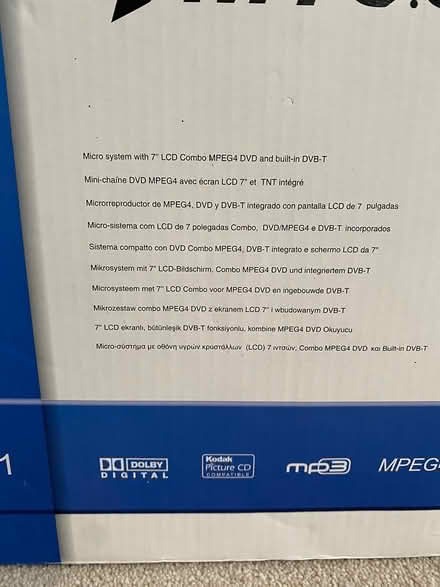 Micro system with 7" LCD Combo MPEG4 DVD and built-in DVB-T
Mini-chaîne DVD MPEG4 avec écran LCD 7" et TNT intégré
Microrreproductor de MPEG4, DVD y DVB-T integrado con pantalla LCD de 7 pulgadas
Micro-sistema com LCD de 7 polegadas Combo, DVD/MPEG4 e DVB-T incorporados
Sistema compatto con DVD Combo MPEG4, DVB-T integrato e schermo LCD da 7"
Mikrosystem mit 7" LCD-Bildschirm. Combo MPEG4 DVD und integriertem DVB-T
Microsysteem met 7" LCD Combo voor MPEG4 DVD en ingebouwde DVB-T
Mikrozestaw combo MPEG4 DVD z ekranem LCD 7" i wbudowanym DVB-T
7" LCD ekranlı, bütünleşik DVB-T fonksiyonlu, kombine MPEG4 DVD Okuyucu
Micro-σύστημα με οθόνη υγρών κρυστάλλων (LCD) 7 ιντσών, Combo MPEG4 DVD και Built-in DVB-T
1
DOLBY
DIGITAL
Kodak
Picture CD
COMPATIBLE
mp3
MPEG4